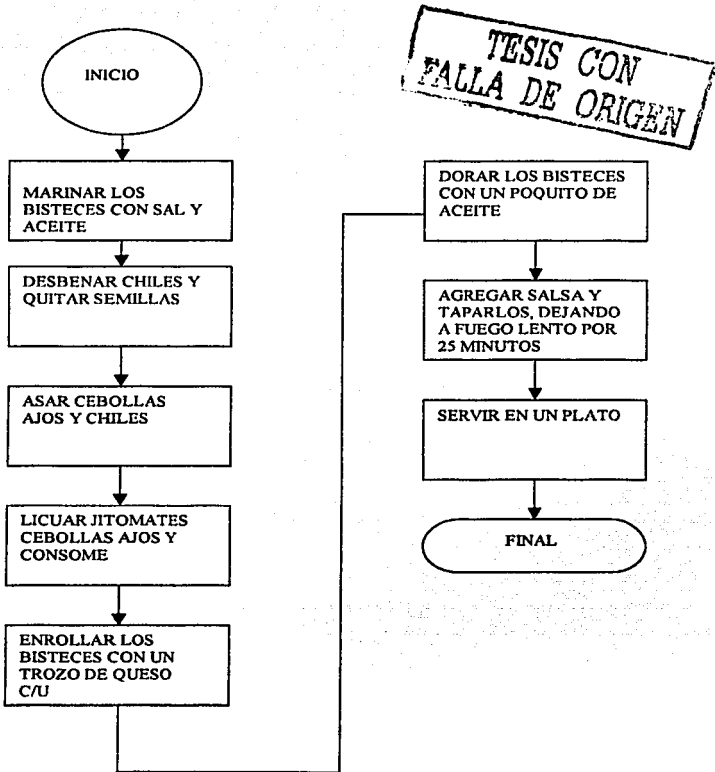 INICIO
MARINAR LOS
BISTECES CON SAL Y
ACEITE
DESBENAR CHILES Y
QUITAR SEMILLAS
ASAR CEBOLLAS
AJOS Y CHILES
LICUAR JITOMATES
CEBOLLAS AJOS Y
CONSOME
ENROLLAR LOS
BISTECES CON UN
TROZO DE QUESO
C/U
TESIS CON
FALLA DE ORIGEN
DORAR LOS BISTECES
CON UN POQUITO DE
ACEITE
AGREGAR SALSA Y
TAPARLOS, DEJANDO
A FUEGO LENTO POR
25 MINUTOS
SERVIR EN UN PLATO
FINAL